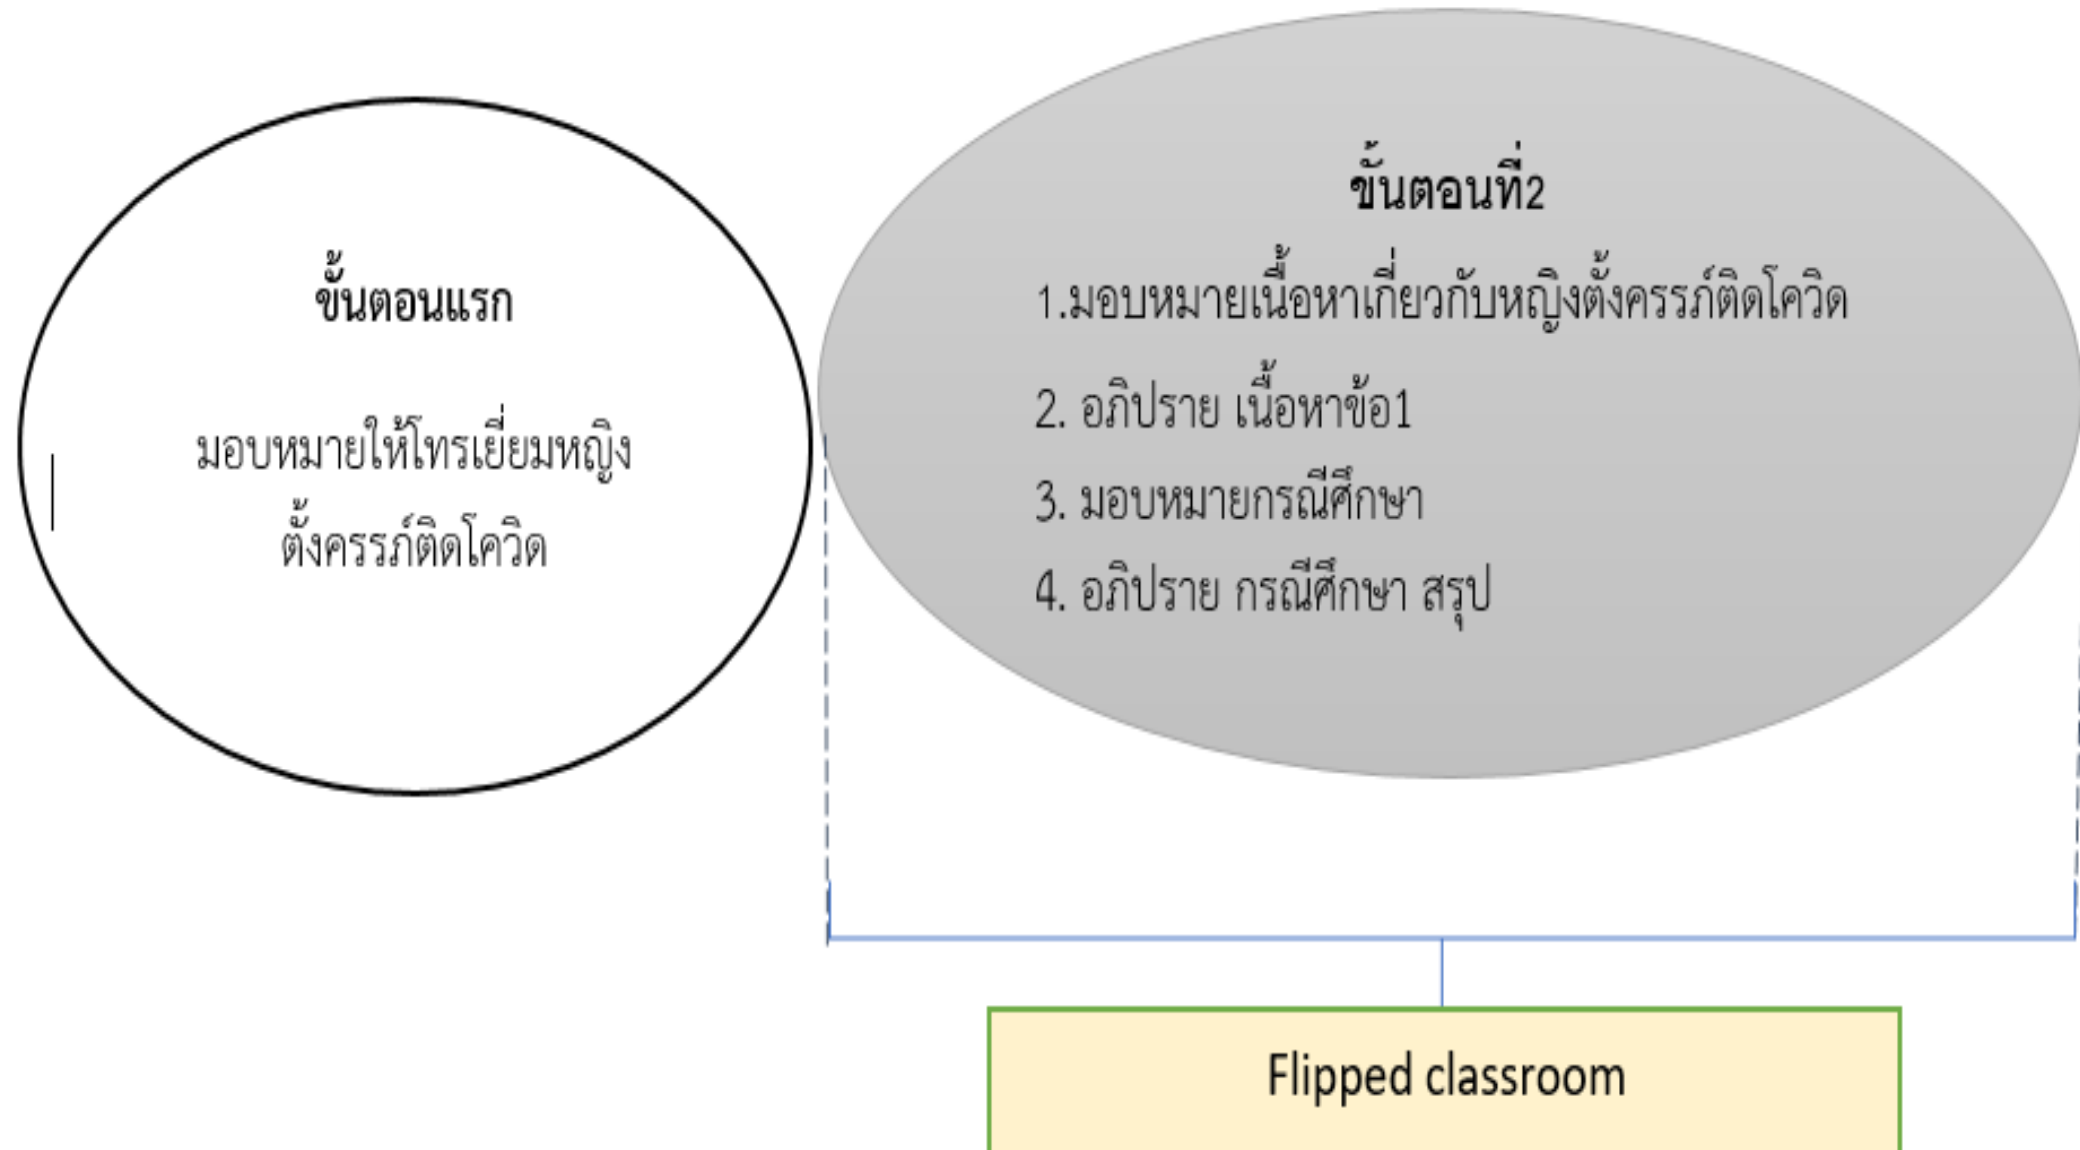 ขั้นตอนแรก
มอบหมายให้โทรเยี่ยมหญิง
ตั้งครรภ์ติดโควิด
ขั้นตอนที่2
1.มอบหมายเนื้อหาเกี่ยวกับหญิงตั้งครรภ์ติดโควิด
2. อภิปราย เนื้อหาข้อ1
3. มอบหมายกรณีศึกษา
4. อภิปราย กรณีศึกษา สรุป
Flipped classroom